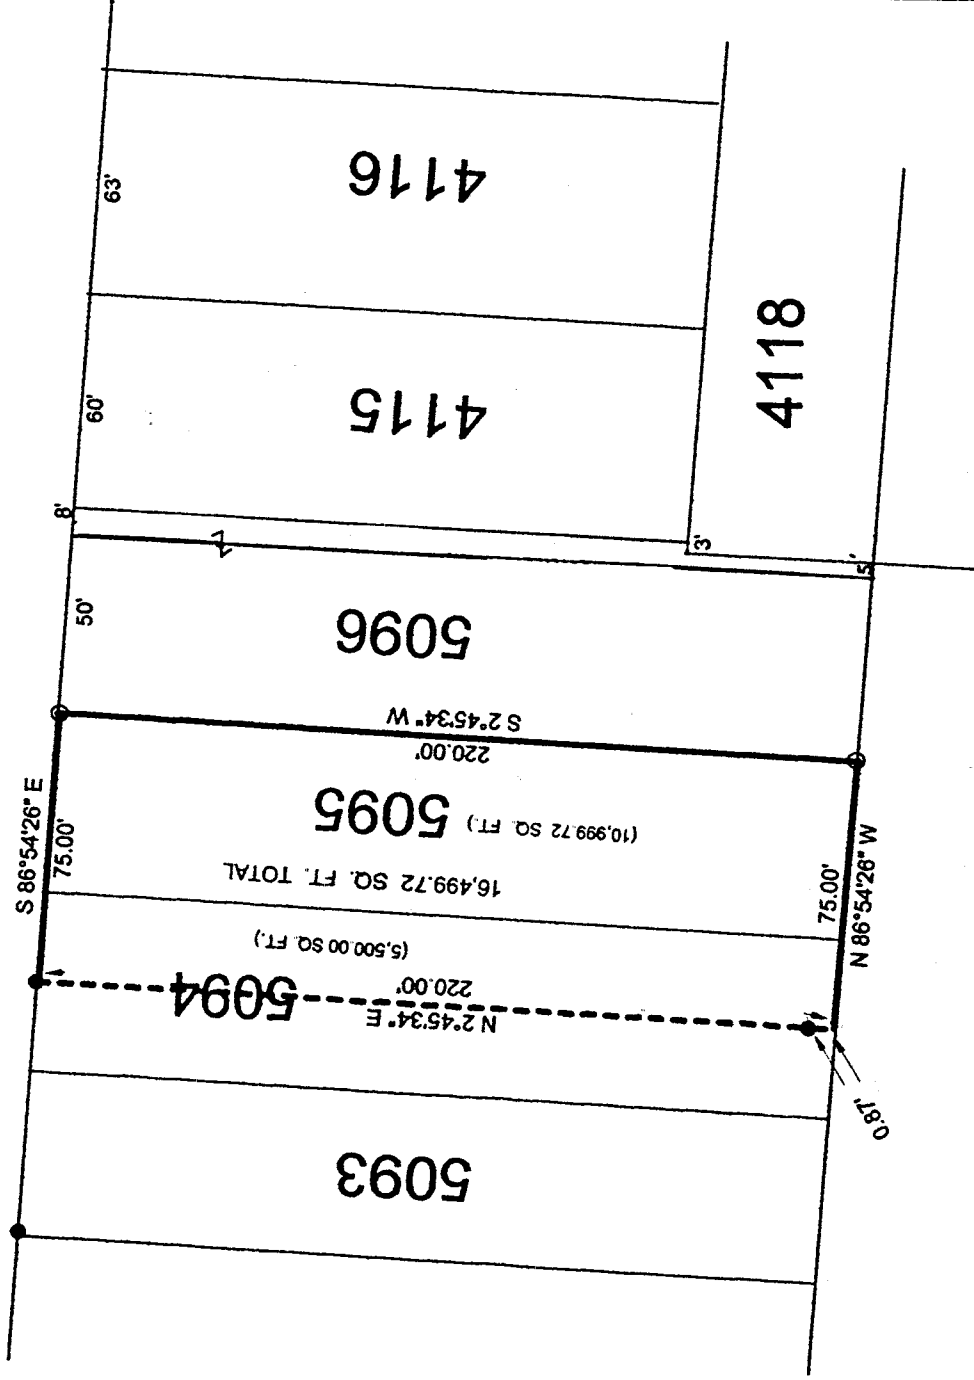 63'
4116
4118
60'
4115
8'
3'
5'
50'
5096
S 2°45'34" W
220.00'
S 86°54'26" E
75.00'
5095
(10,999.72 SQ. FT.)
16,499.72 SQ. FT. TOTAL
75.00'
N 86°54'26" W
(5,500.00 SQ. FT.)
5094
220.00'
N 2°45'34" E
0.87'
5093